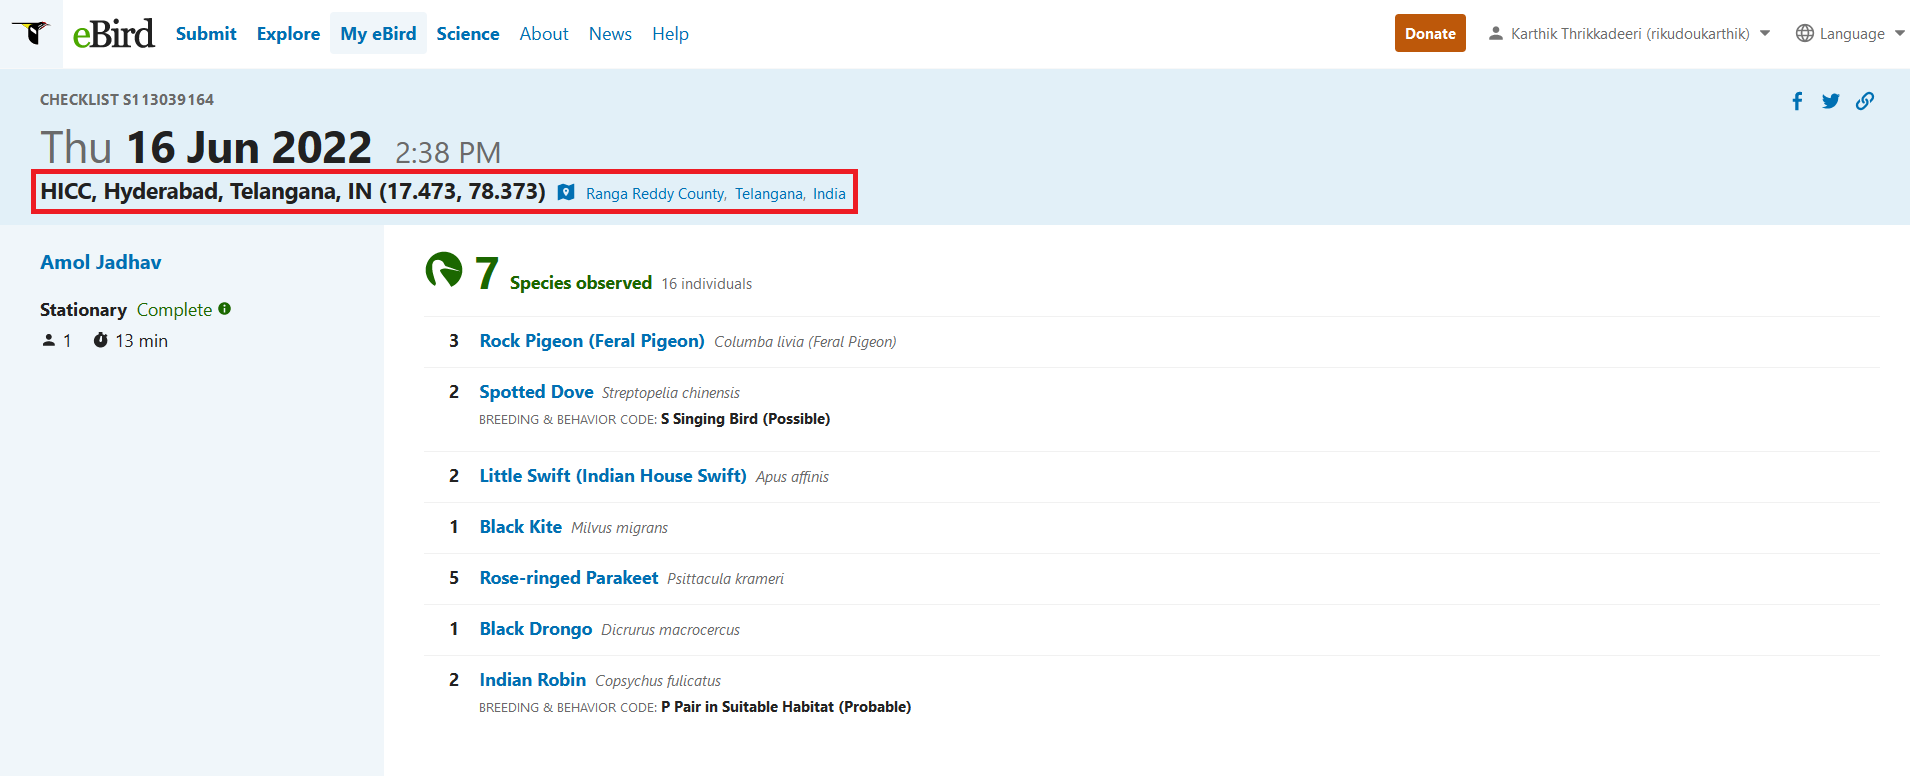 eBird Submit Explore My eBird Science About News Help Donate Karthik Thrikkadeeri (rikudoukarthik) Language
CHECKLIST S113039164
Thu 16 Jun 2022 2:38 PM
HICC, Hyderabad, Telangana, IN (17.473, 78.373) Ranga Reddy County, Telangana, India
Amol Jadhav
Stationary Complete
1 13 min
7 Species observed 16 individuals
3 Rock Pigeon (Feral Pigeon) Columba livia (Feral Pigeon)
2 Spotted Dove Streptopelia chinensis
BREEDING & BEHAVIOR CODE: S Singing Bird (Possible)
2 Little Swift (Indian House Swift) Apus affinis
1 Black Kite Milvus migrans
5 Rose-ringed Parakeet Psittacula krameri
1 Black Drongo Dicrurus macrocercus
2 Indian Robin Copsychus fulicatus
BREEDING & BEHAVIOR CODE: P Pair in Suitable Habitat (Probable)